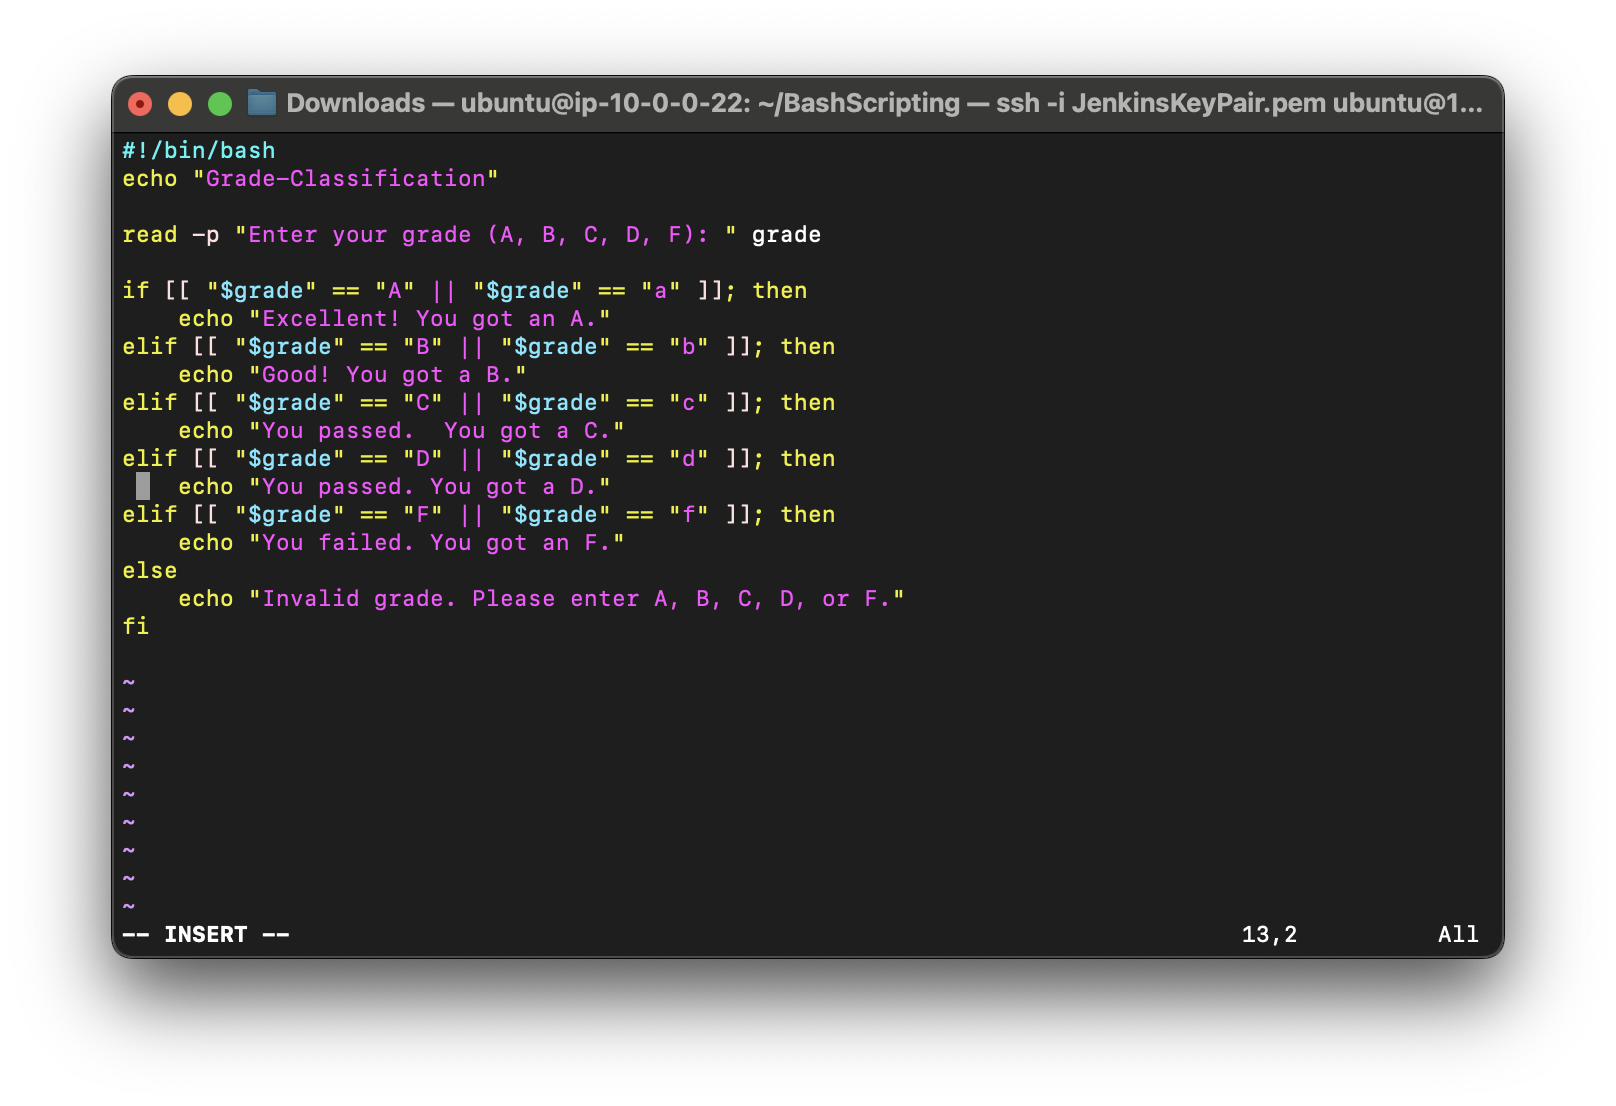 Downloads — ubuntu@ip-10-0-0-22: ~/BashScripting — ssh -i JenkinsKeyPair.pem ubuntu@1...
#!/bin/bash
echo "Grade-Classification"

read -p "Enter your grade (A, B, C, D, F): " grade

if [[ "$grade" == "A" || "$grade" == "a" ]]; then
    echo "Excellent! You got an A."
elif [[ "$grade" == "B" || "$grade" == "b" ]]; then
    echo "Good! You got a B."
elif [[ "$grade" == "C" || "$grade" == "c" ]]; then
    echo "You passed.  You got a C."
elif [[ "$grade" == "D" || "$grade" == "d" ]]; then
    echo "You passed. You got a D."
elif [[ "$grade" == "F" || "$grade" == "f" ]]; then
    echo "You failed. You got an F."
else
    echo "Invalid grade. Please enter A, B, C, D, or F."
fi

~
~
~
~
~
~
~
~
~
-- INSERT -- 13,2 All